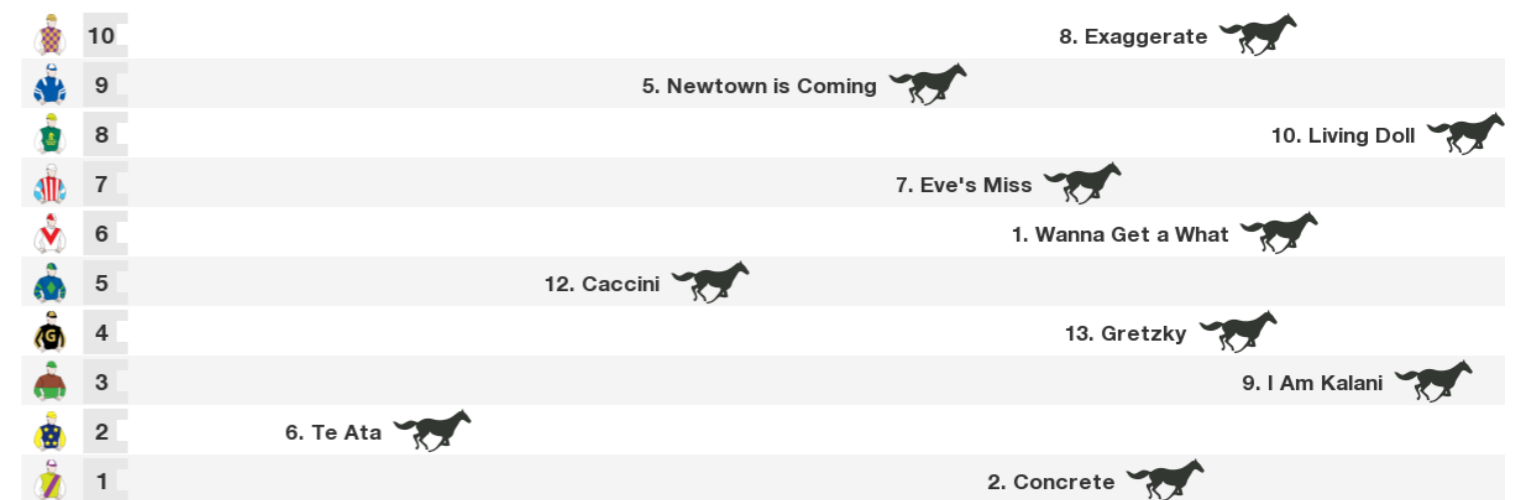 10 8. Exaggerate
9 5. Newtown is Coming
8 10. Living Doll
7 7. Eve's Miss
6 1. Wanna Get a What
5 12. Caccini
G 4 13. Gretzky
3 9. I Am Kalani
2 6. Te Ata
1 2. Concrete